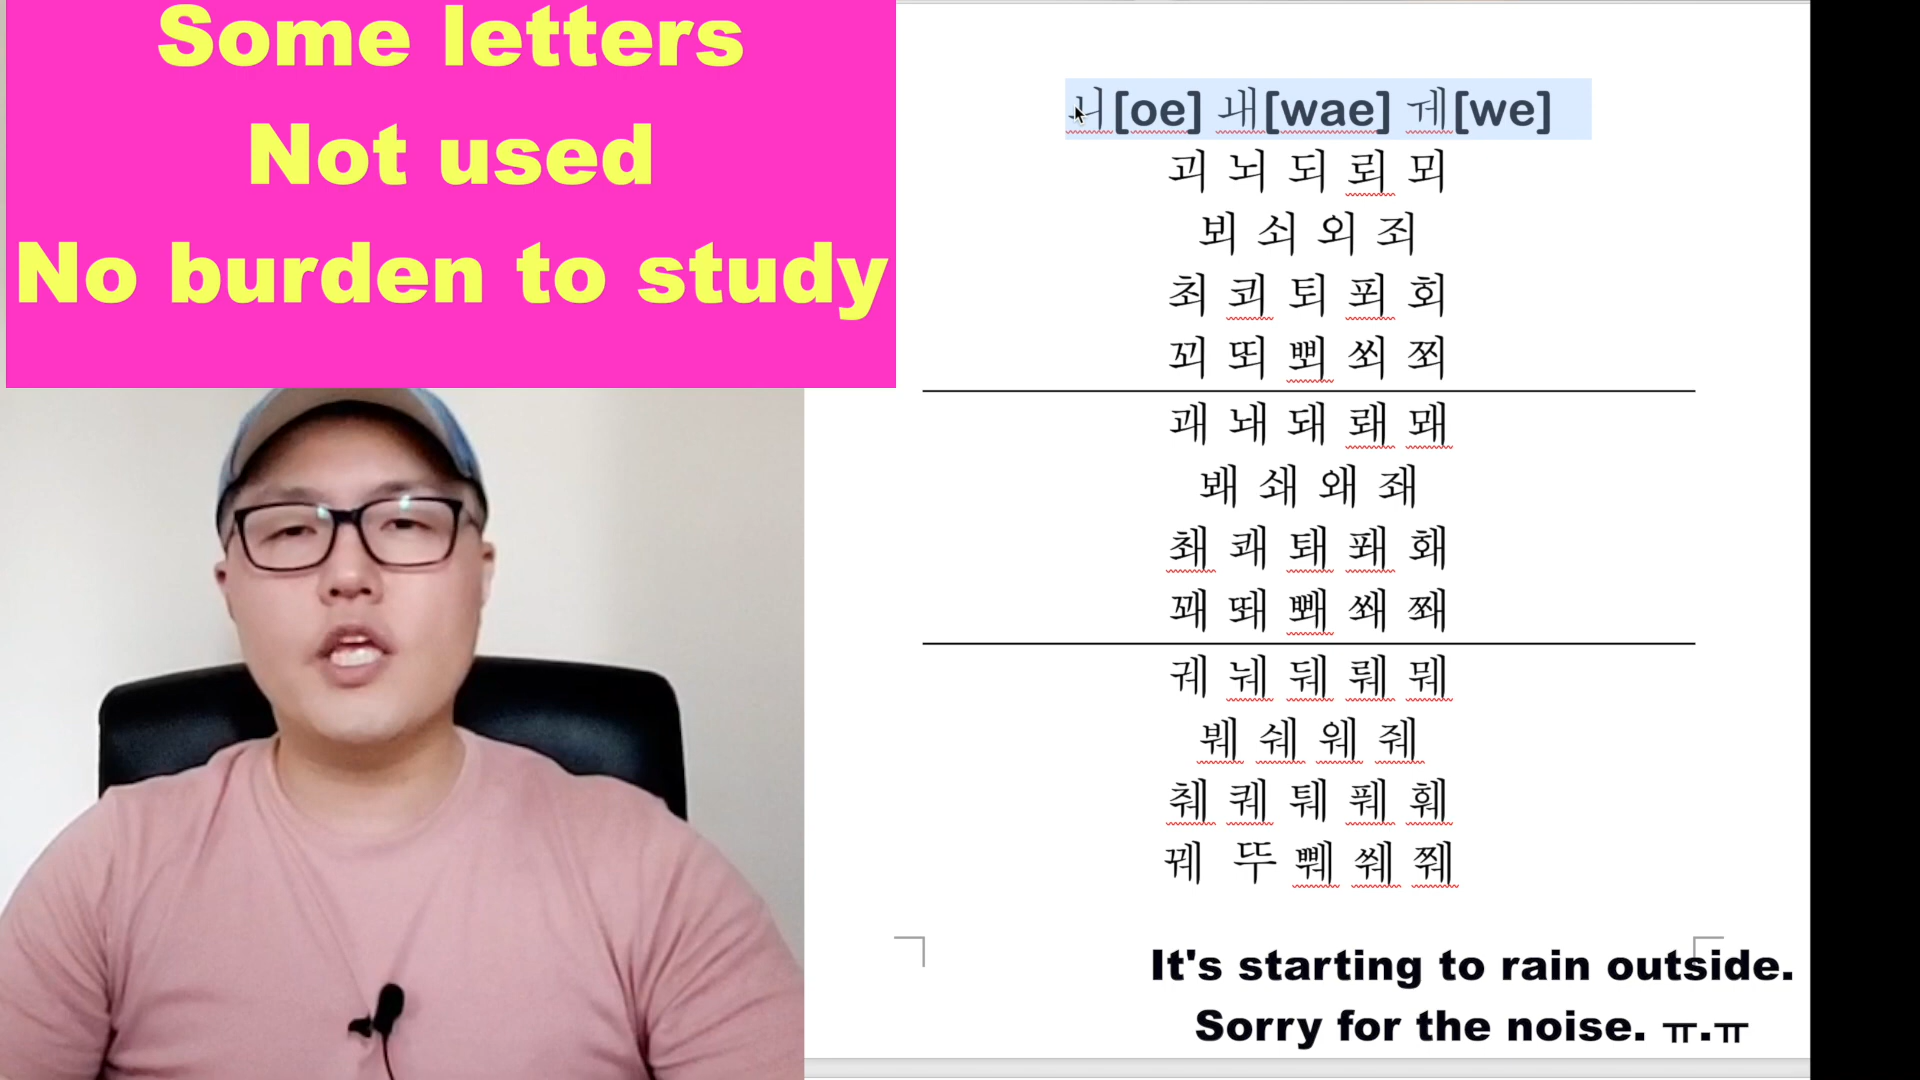 Some letters
Not used
No burden to study
ㅚ[oe] ㅙ[wae] ㅞ[we]
괴 뇌 되 뢰 뫼
뵈 쇠 외 죄
최 쾨 퇴 푀 회
꾀 뙤 뾔 쐬 쬐
괘 놰 돼 뢔 뫠
봬 쇄 왜 좨
쵀 쾌 퇘 퐤 홰
꽤 뙈 뽸 쐐 쫴
궤 눼 뒈 뤠 뭬
붸 쉐 웨 줴
췌 퀘 퉤 풰 훼
꿰 뚜 쀄 쒜 쮀
It's starting to rain outside.
Sorry for the noise. ㅠ.ㅠ